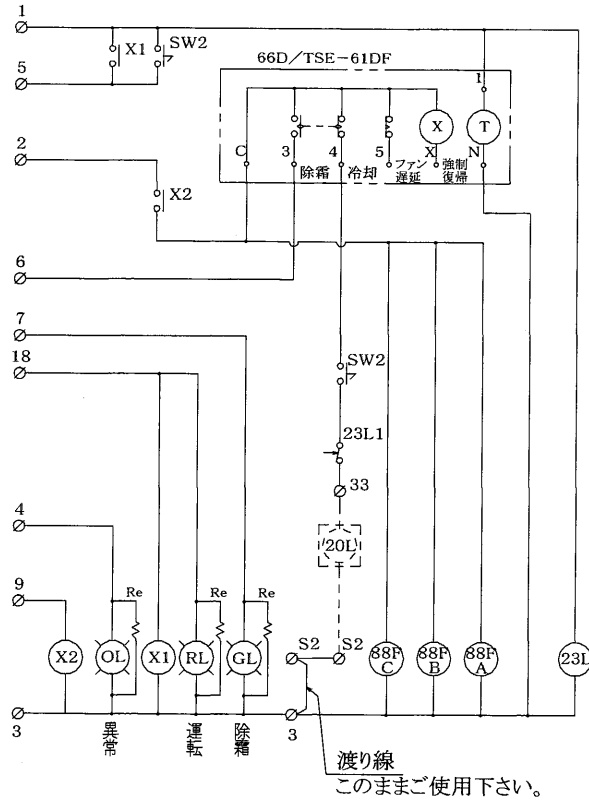 1
X1
SW2
5
66D/TSE-61DF
1
X
T
C
3
4
5
X
N
除霜
冷却
ファン
遅延
強制
復帰
2
X2
6
7
18
SW2
23L1
33
20L
4
9
Re
Re
Re
S2
S2
X2
OL
X1
RL
GL
88F
C
88F
B
88F
A
23L
3
3
異常
運転
除霜
渡り線
このままご使用下さい。